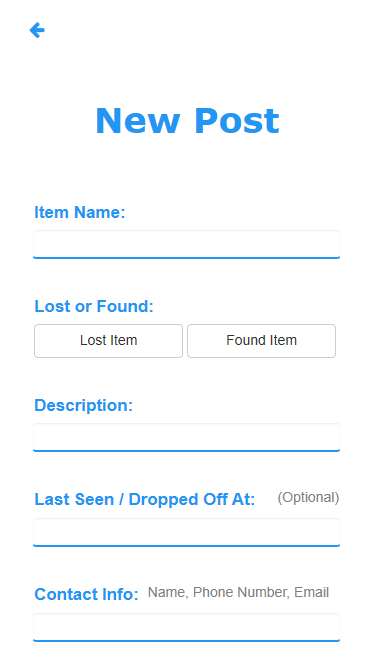 New Post
Item Name:
Lost or Found:
Lost Item Found Item
Description:
Last Seen / Dropped Off At: (Optional)
Contact Info: Name, Phone Number, Email